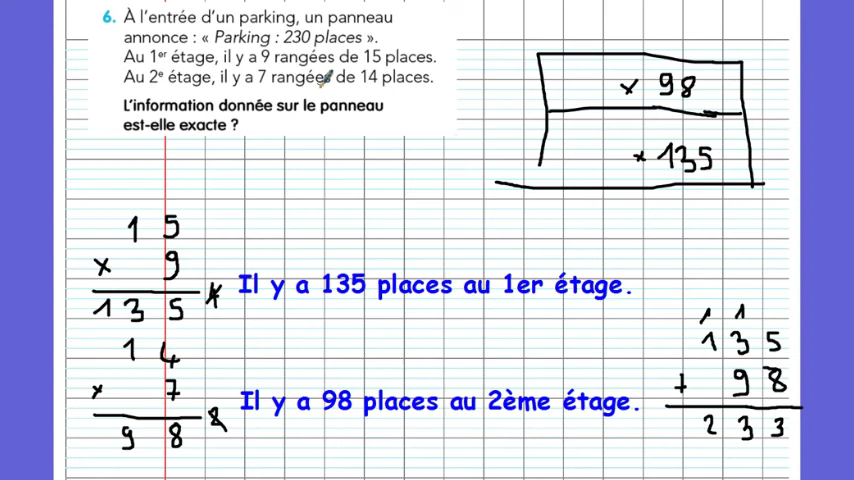 6. À l'entrée d'un parking, un panneau
annonce : « Parking : 230 places ».
Au 1er étage, il y a 9 rangées de 15 places.
Au 2e étage, il y a 7 rangées de 14 places.
L'information donnée sur le panneau
est-elle exacte ?
x 98
x 135
1 5
x 9
1 3 5
Il y a 135 places au 1er étage.
1 4
x 7
9 8
Il y a 98 places au 2ème étage.
1 1
1 3 5
+ 9 8
2 3 3